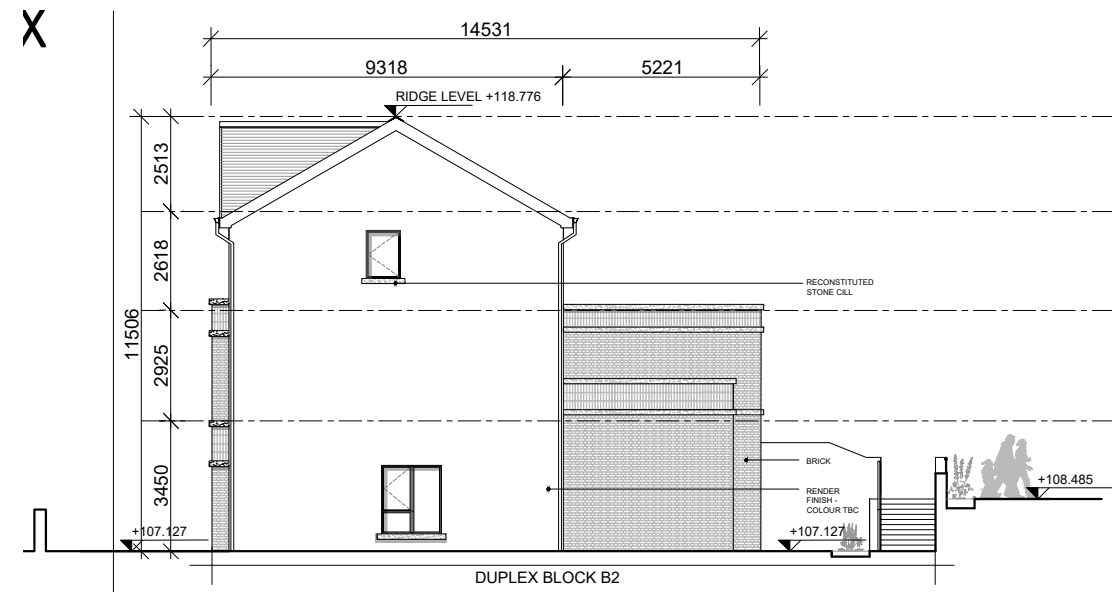 X
14531
9318
5221
RIDGE LEVEL +118.776
2513
2618
11506
2925
3450
RECONSTITUTED
STONE CILL
BRICK
RENDER
FINISH -
COLOUR TBC
+108.485
+107.127
+107.127
DUPLEX BLOCK B2